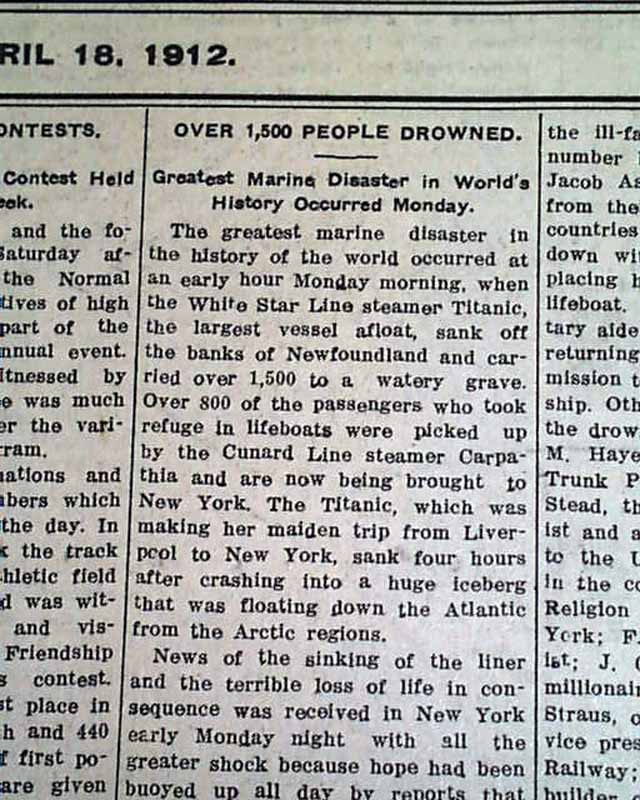 RIL 18, 1912.
ONTESTS.
Contest Held
eek.
and the fo-
Saturday af-
the Normal
tives of high
part of the
nnual event.
itnessed by
e was much
er the vari-
ram.
nations and
mbers which
the day. In
k the track
thletic field
d was wit-
and vis-
Friendship
s contest.
st place in
h and 440
f first po-
are given
OVER 1,500 PEOPLE DROWNED.
Greatest Marine Disaster in World's
History Occurred Monday.
The greatest marine disaster in
the history of the world occurred at
an early hour Monday morning, when
the White Star Line steamer Titanic,
the largest vessel afloat, sank off
the banks of Newfoundland and car-
ried over 1,500 to a watery grave.
Over 800 of the passengers who took
refuge in lifeboats were picked up
by the Cunard Line steamer Carpa-
thia and are now being brought to
New York. The Titanic, which was
making her maiden trip from Liver-
pool to New York, sank four hours
after crashing into a huge iceberg
that was floating down the Atlantic
from the Arctic regions.
News of the sinking of the liner
and the terrible loss of life in con-
sequence was received in New York
early Monday night with all the
greater shock because hope had been
buoyed up all day by reports that
the ill-fa
number
Jacob As
from the
countries
down wi
placing h
lifeboat.
tary aide
returning
mission t
ship. Oth
the drow
M. Haye
Trunk P
Stead, th
ist and a
to the U
in the co
Religion
York; F.
ist; J. C
millionai
Straus, o
vice pres
Railway;
builder